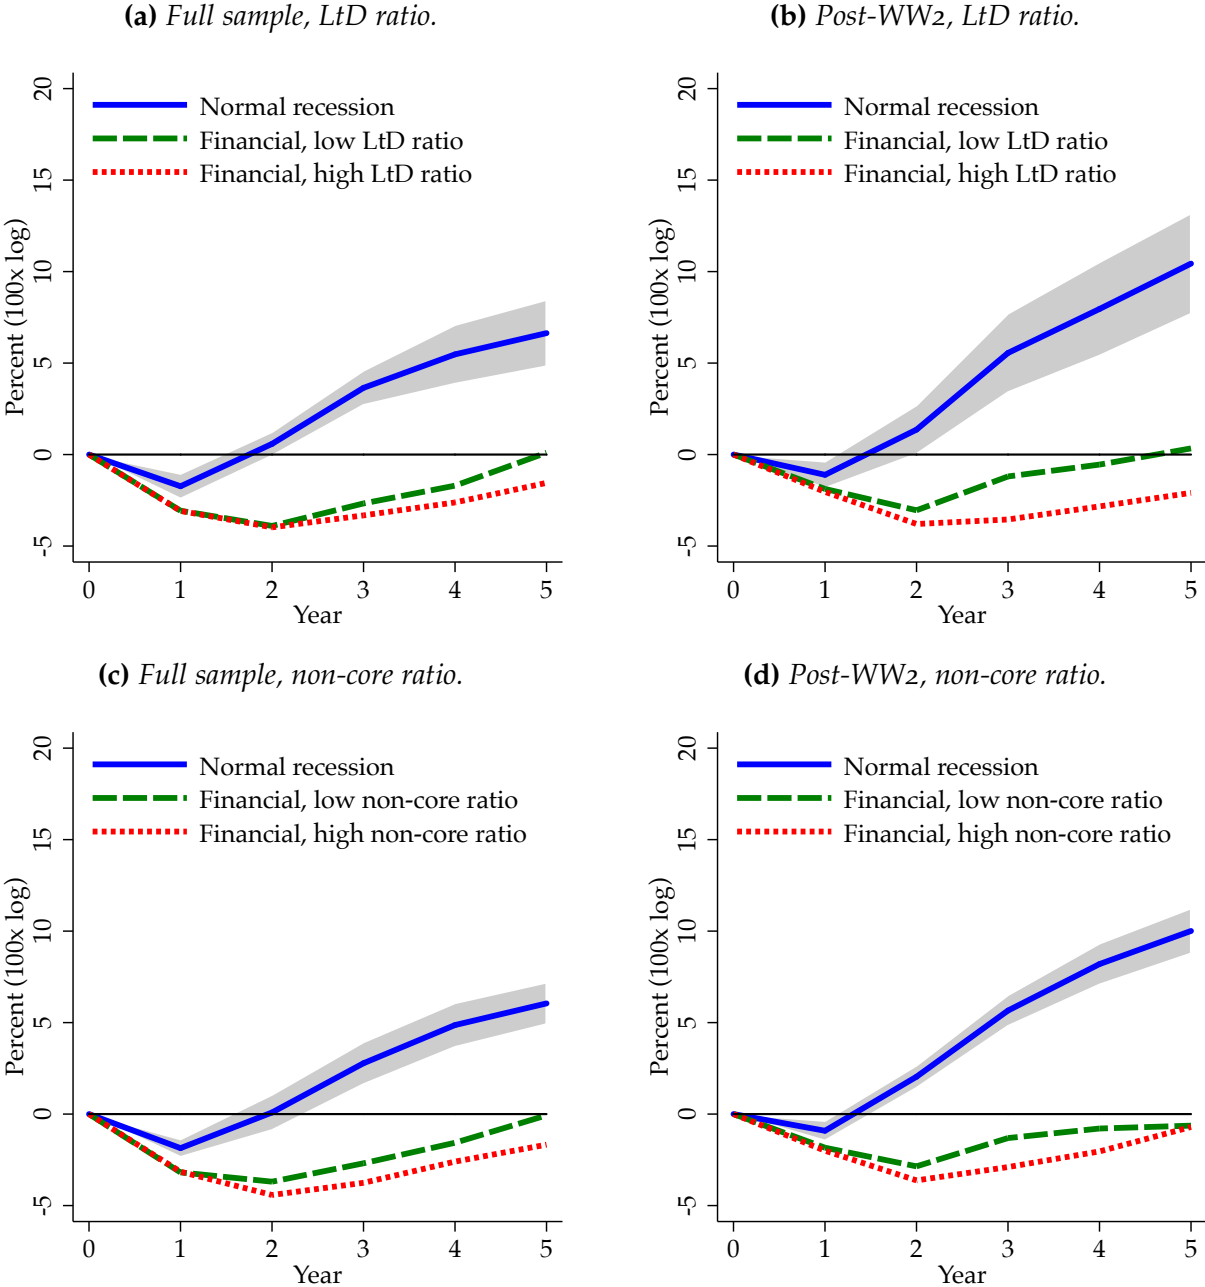 (a) Full sample, LtD ratio.
Percent (100x log)
20
15
10
5
0
-5
Normal recession
Financial, low LtD ratio
Financial, high LtD ratio
0 1 2 3 4 5
Year
(b) Post-WW2, LtD ratio.
Percent (100x log)
20
15
10
5
0
-5
Normal recession
Financial, low LtD ratio
Financial, high LtD ratio
0 1 2 3 4 5
Year
(c) Full sample, non-core ratio.
Percent (100x log)
20
15
10
5
0
-5
Normal recession
Financial, low non-core ratio
Financial, high non-core ratio
0 1 2 3 4 5
Year
(d) Post-WW2, non-core ratio.
Percent (100x log)
20
15
10
5
0
-5
Normal recession
Financial, low non-core ratio
Financial, high non-core ratio
0 1 2 3 4 5
Year